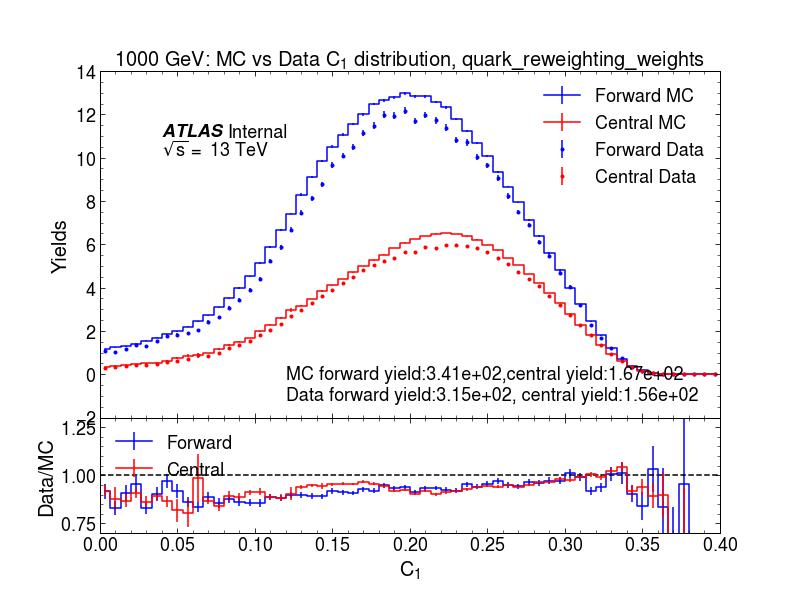 1000 GeV: MC vs Data C₁ distribution, quark_reweighting_weights
14
12
10
8
6
4
2
0
−2
Yields
ATLAS Internal
√s = 13 TeV
Forward MC
Central MC
Forward Data
Central Data
MC forward yield:3.41e+02,central yield:1.67e+02
Data forward yield:3.15e+02, central yield:1.56e+02
1.25
1.00
0.75
Data/MC
Forward
Central
0.00 0.05 0.10 0.15 0.20 0.25 0.30 0.35 0.40
C₁